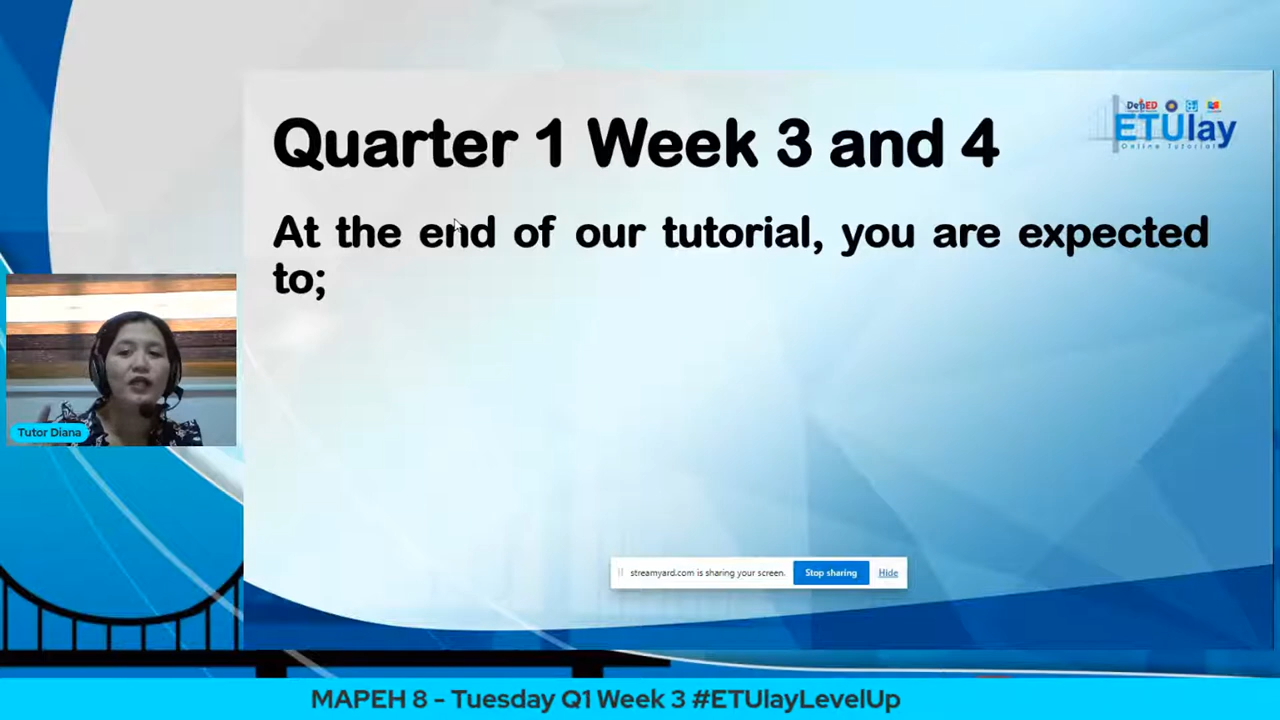 Quarter 1 Week 3 and 4
DepED
ETUlay
Online Tutorial
At the end of our tutorial, you are expected
to;
Tutor Diana
streamyard.com is sharing your screen.
Stop sharing
Hide
MAPEH 8 - Tuesday Q1 Week 3 #ETUlayLevelUp